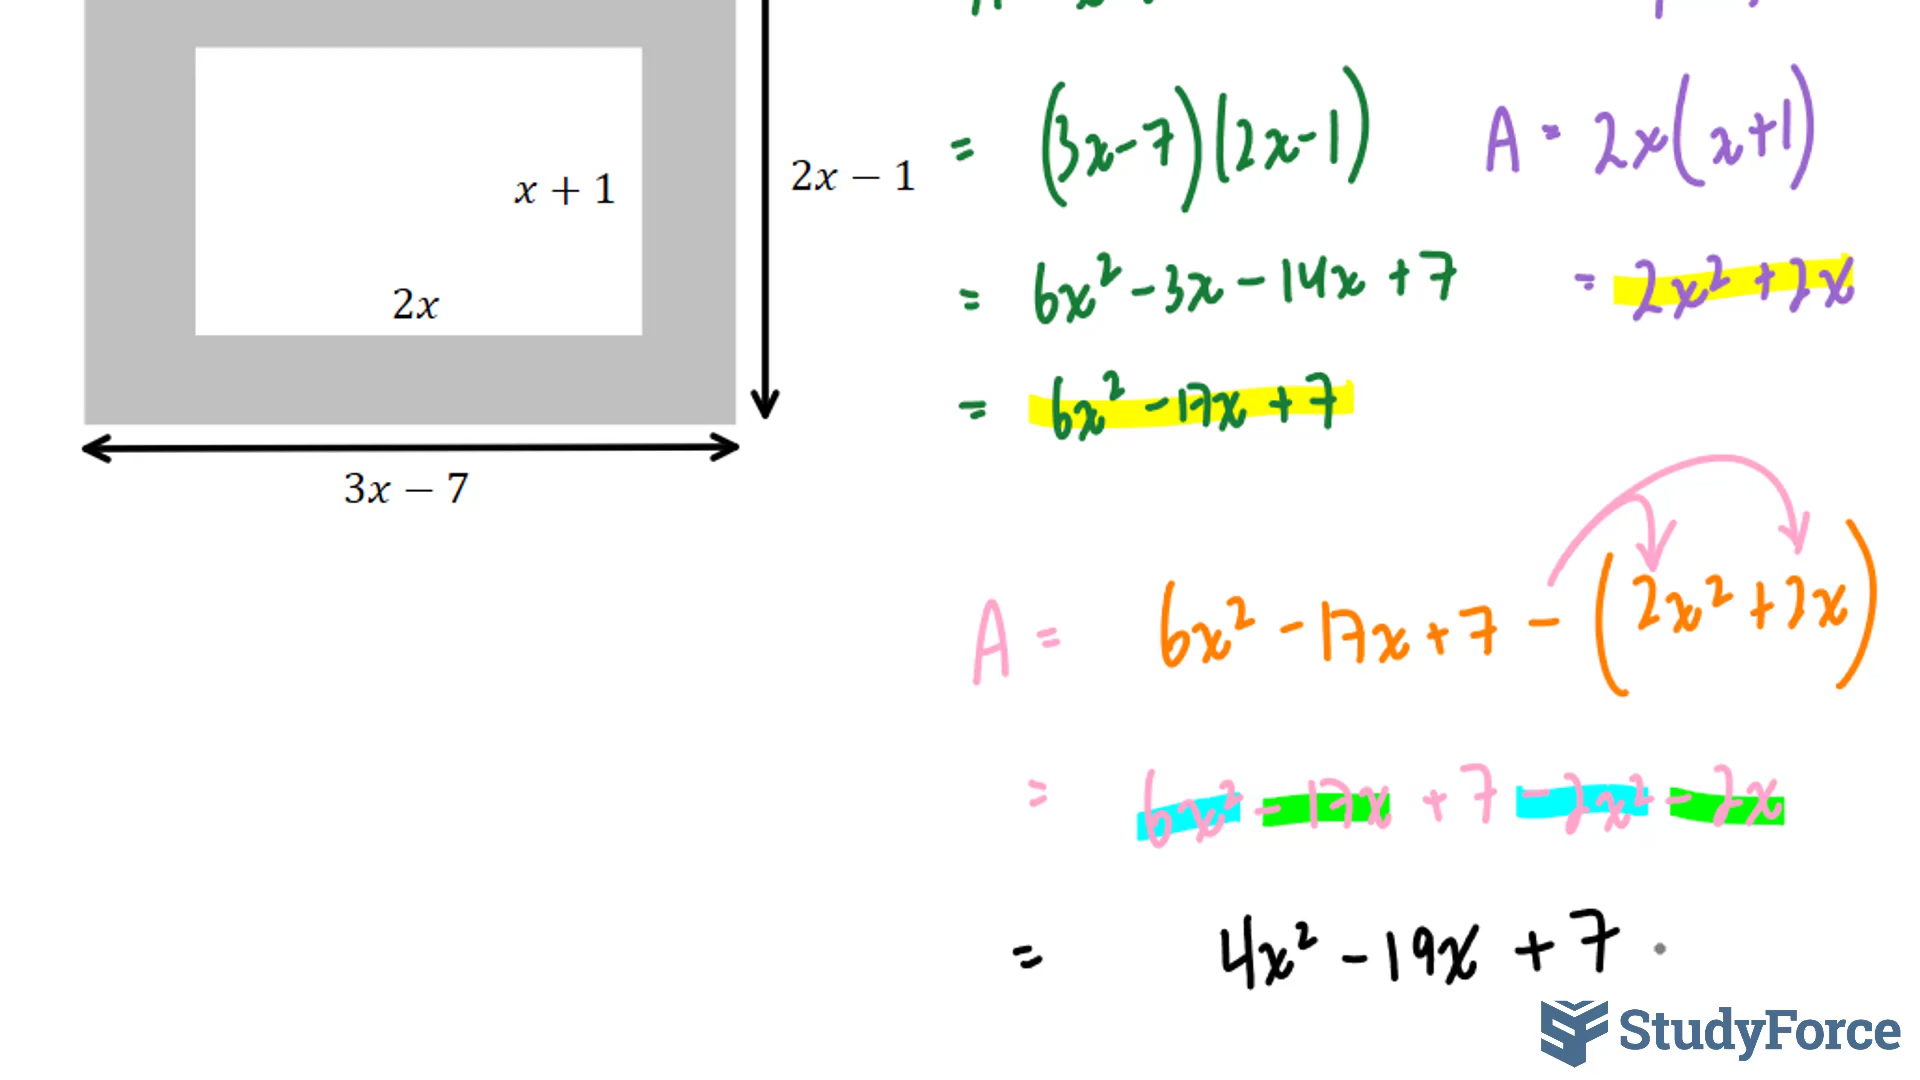 x + 1
2x
2x − 1
3x − 7
= (3x-7)(2x-1)
= 6x² -3x -14x +7
= 6x² -17x +7
A = 2x(x+1)
= 2x² +2x
A = 6x² -17x +7 -(2x² +2x)
= 6x² -17x +7 -2x² -2x
= 4x² -19x +7
StudyForce